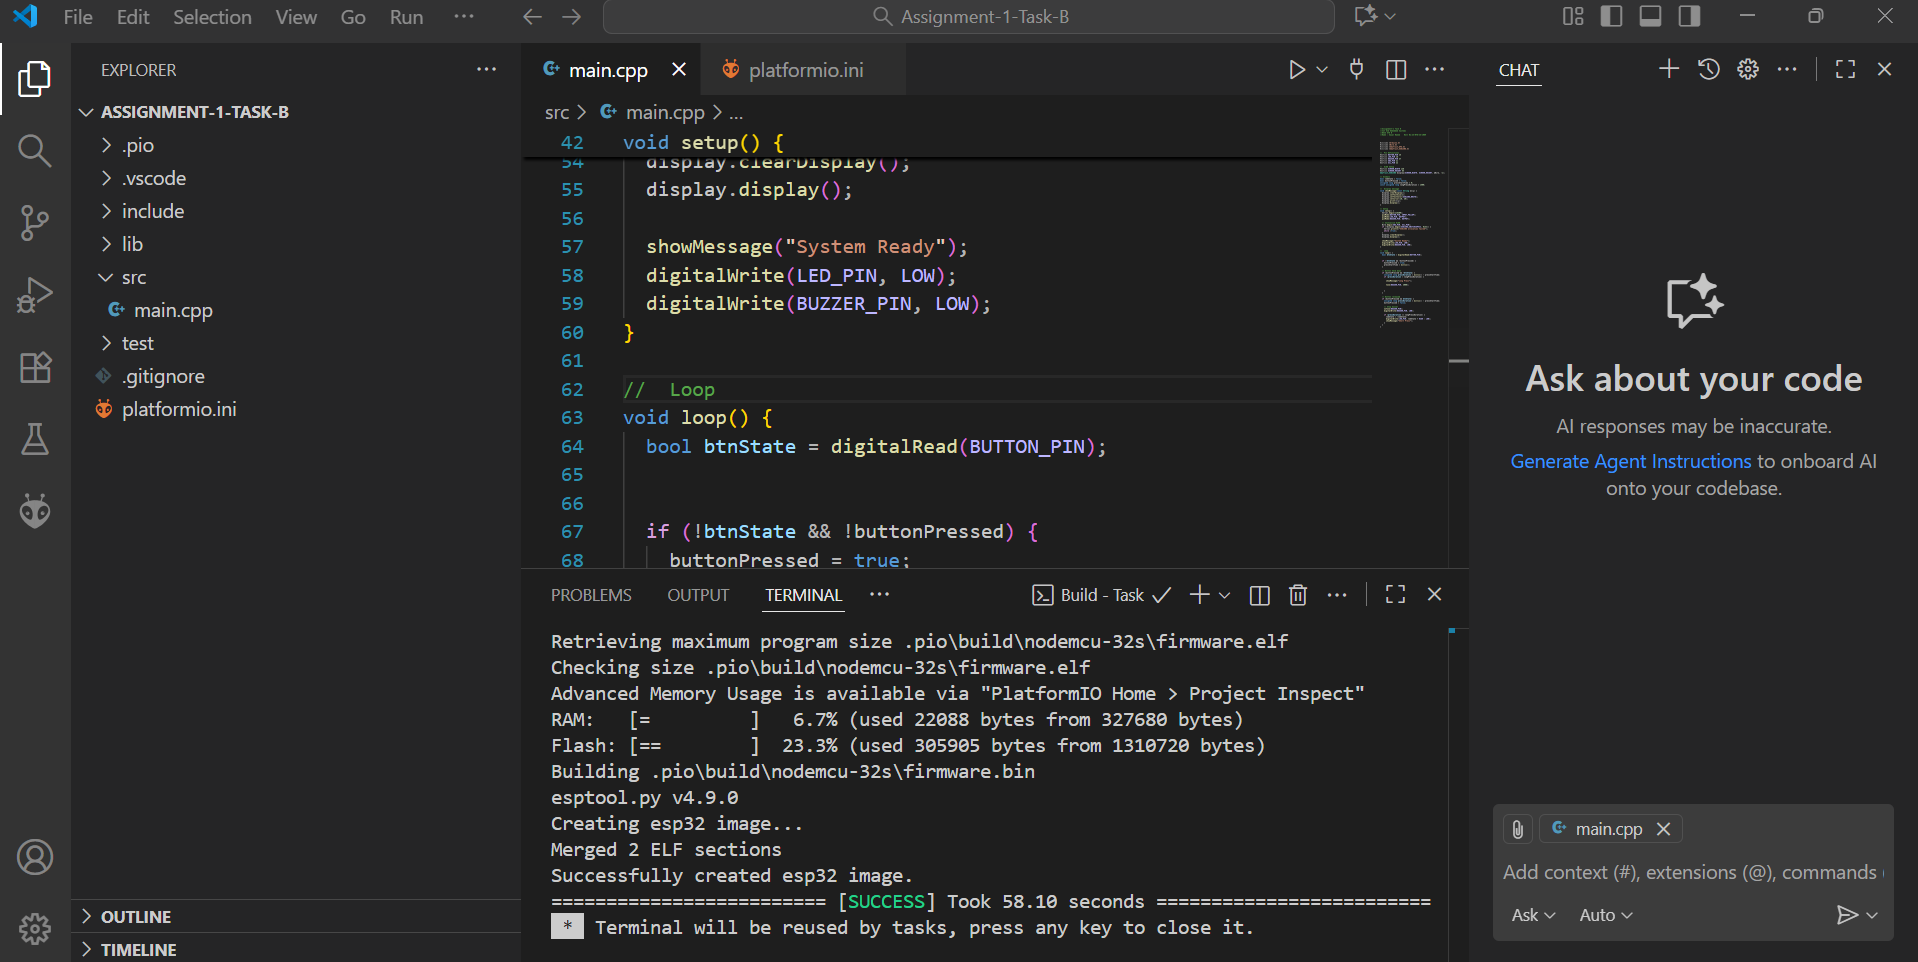 File Edit Selection View Go Run ...
Assignment-1-Task-B
EXPLORER
ASSIGNMENT-1-TASK-B
.pio
.vscode
include
lib
src
main.cpp
test
.gitignore
platformio.ini
OUTLINE
TIMELINE
main.cpp
platformio.ini
src > main.cpp > ...
42 void setup() {
54 display.clearDisplay();
55 display.display();
56
57 showMessage("System Ready");
58 digitalWrite(LED_PIN, LOW);
59 digitalWrite(BUZZER_PIN, LOW);
60 }
61
62 //  Loop
63 void loop() {
64 bool btnState = digitalRead(BUTTON_PIN);
65
66
67 if (!btnState && !buttonPressed) {
68 buttonPressed = true;
PROBLEMS OUTPUT TERMINAL ...
Build - Task
Retrieving maximum program size .pio\build\nodemcu-32s\firmware.elf
Checking size .pio\build\nodemcu-32s\firmware.elf
Advanced Memory Usage is available via "PlatformIO Home > Project Inspect"
RAM:   [=         ]   6.7% (used 22088 bytes from 327680 bytes)
Flash: [==        ]  23.3% (used 305905 bytes from 1310720 bytes)
Building .pio\build\nodemcu-32s\firmware.bin
esptool.py v4.9.0
Creating esp32 image...
Merged 2 ELF sections
Successfully created esp32 image.
========================= [SUCCESS] Took 58.10 seconds =========================
* Terminal will be reused by tasks, press any key to close it.
CHAT
Ask about your code
AI responses may be inaccurate.
Generate Agent Instructions to onboard AI
onto your codebase.
main.cpp
Add context (#), extensions (@), commands
Ask Auto